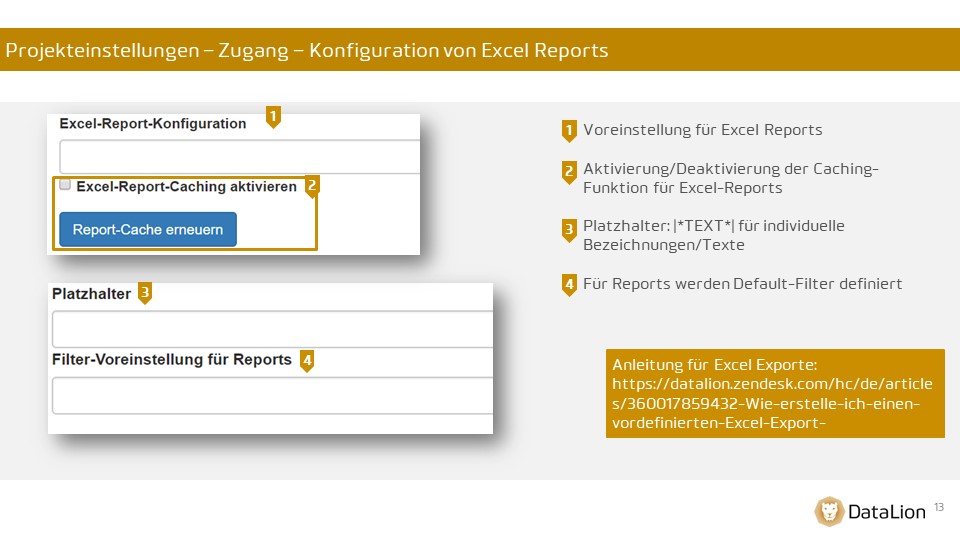 Projekteinstellungen – Zugang – Konfiguration von Excel Reports
Excel-Report-Konfiguration 1
Excel-Report-Caching aktivieren 2
Report-Cache erneuern
Platzhalter 3
Filter-Voreinstellung für Reports 4
1 Voreinstellung für Excel Reports
2 Aktivierung/Deaktivierung der Caching-
Funktion für Excel-Reports
3 Platzhalter: |*TEXT*| für individuelle
Bezeichnungen/Texte
4 Für Reports werden Default-Filter definiert
Anleitung für Excel Exporte:
https://datalion.zendesk.com/hc/de/article
s/360017859432-Wie-erstelle-ich-einen-
vordefinierten-Excel-Export-
DataLion 13